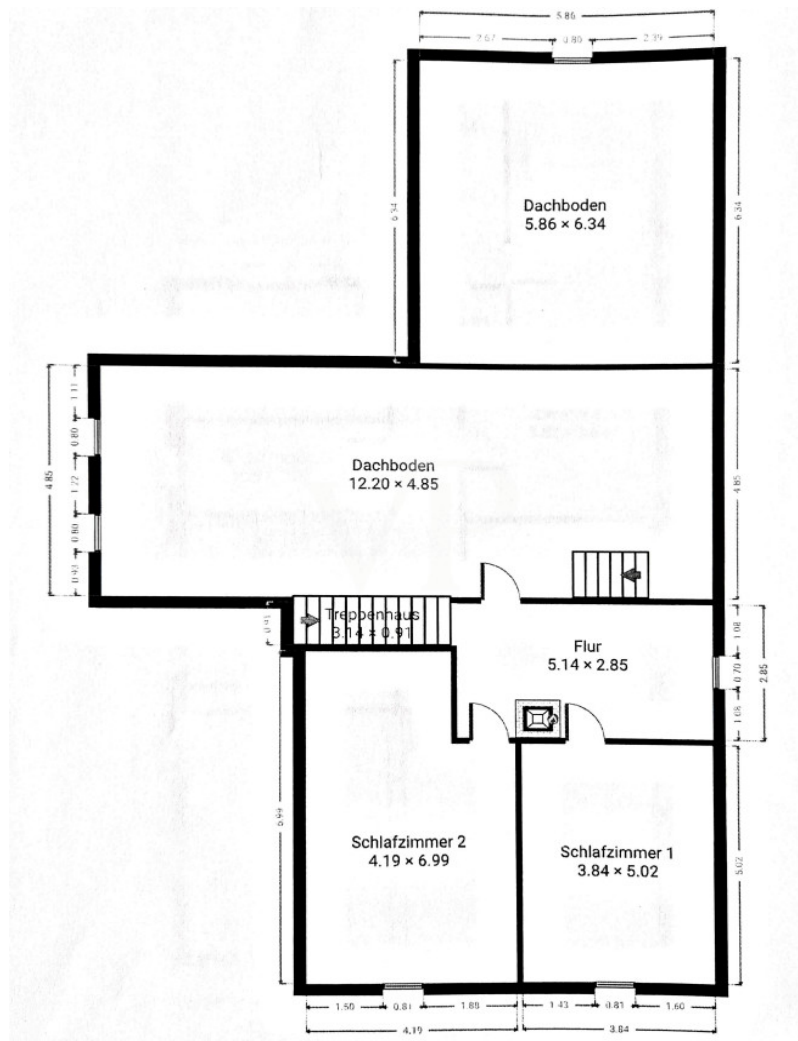 5.86
2.67 0.80 2.39
Dachboden
5.86 × 6.34
6.34
6.34
Dachboden
12.20 × 4.85
4.85
1.11
0.80
1.72
0.80
0.43
4.85
Treppenhaus
3.14 × 0.91
0.91
Flur
5.14 × 2.85
1.08
0.70
1.08
2.85
Schlafzimmer 2
4.19 × 6.99
6.99
Schlafzimmer 1
3.84 × 5.02
5.02
1.50 0.81 1.88
4.19
1.43 0.81 1.60
3.84